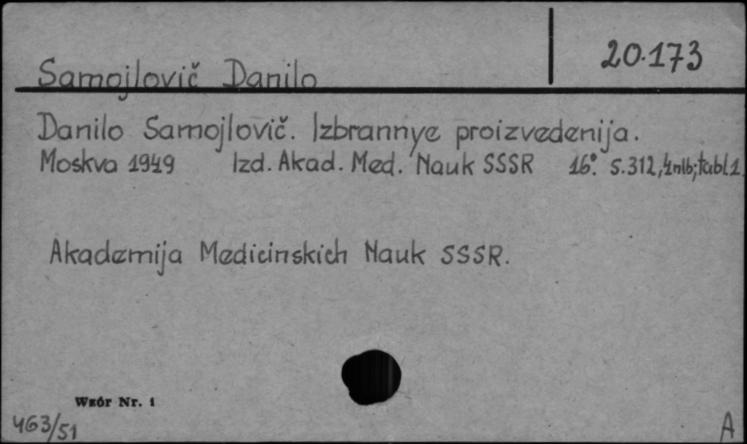 20.173
Samojlovič Danilo
Danilo Samojlovič. Izbrannye proizvedenija.
Moskva 1949 Izd. Akad. Med. Nauk SSSR 16°. S.312, 4nlb; tabl.1.
Akademija Medicinskich Nauk SSSR.
Wzór Nr. 1
463/51
A